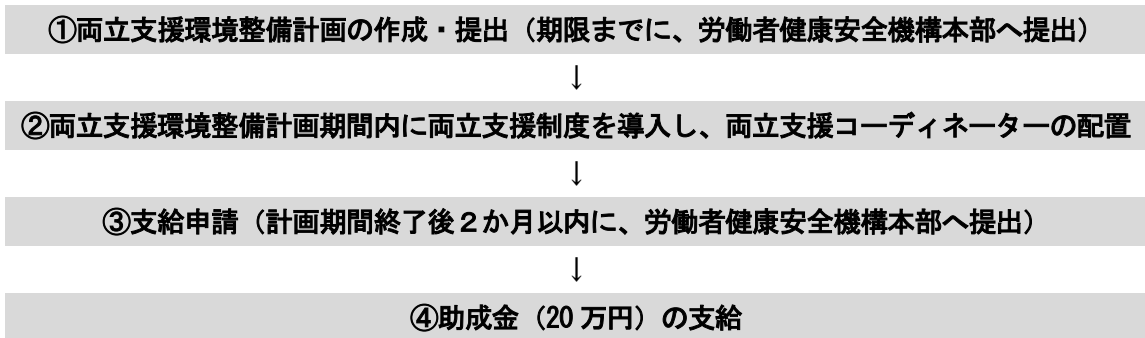 ①両立支援環境整備計画の作成・提出（期限までに、労働者健康安全機構本部へ提出）
↓
②両立支援環境整備計画期間内に両立支援制度を導入し、両立支援コーディネーターの配置
↓
③支給申請（計画期間終了後２か月以内に、労働者健康安全機構本部へ提出）
↓
④助成金（20 万円）の支給